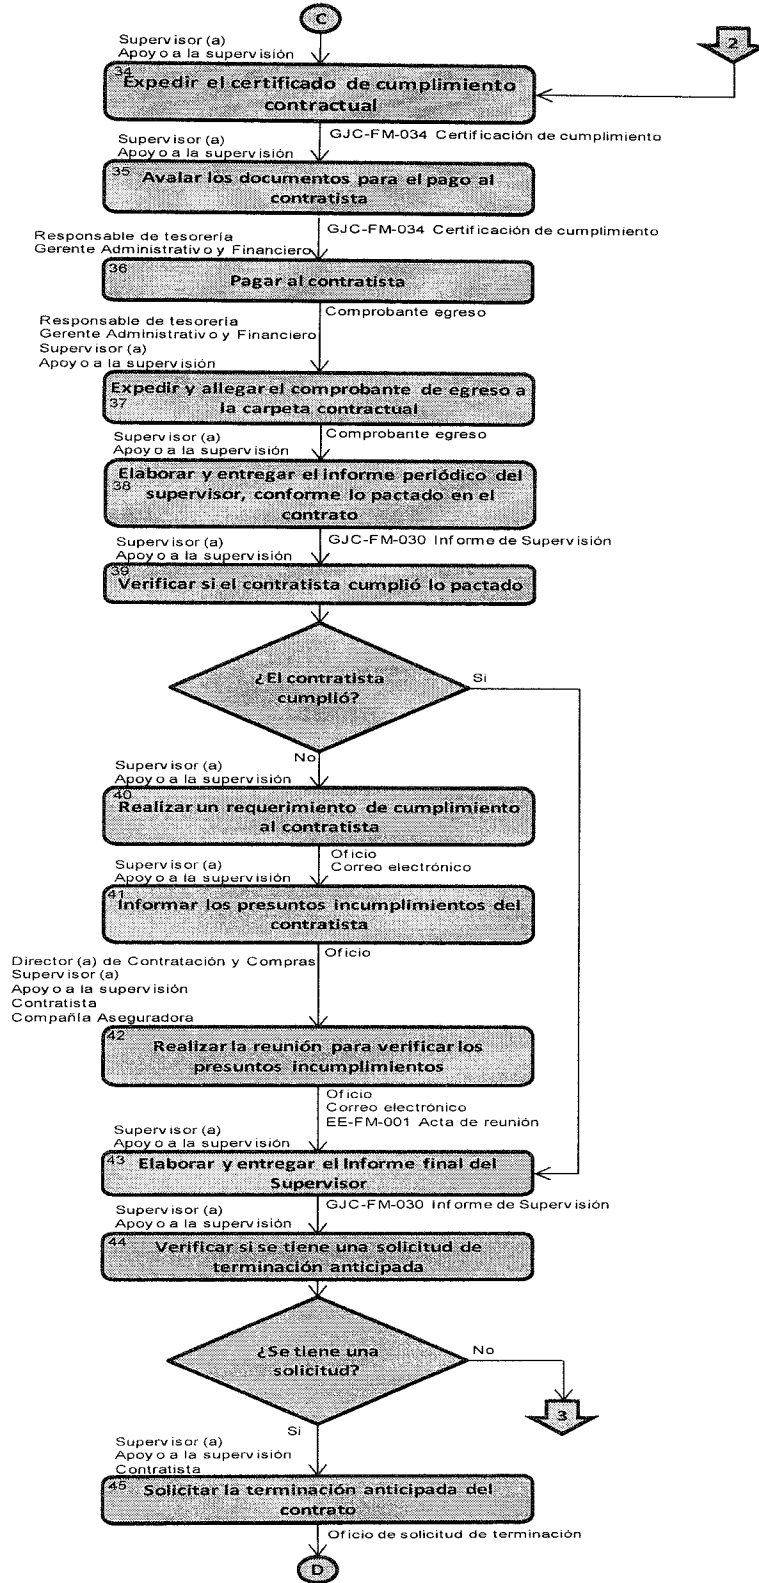 C
Supervisor (a)
Apoyo a la supervisión
2
34
Expedir el certificado de cumplimiento
contractual
GJC-FM-034 Certificación de cumplimiento
Supervisor (a)
Apoyo a la supervisión
35
Avalar los documentos para el pago al
contratista
GJC-FM-034 Certificación de cumplimiento
Responsable de tesorería
Gerente Administrativo y Financiero
36
Pagar al contratista
Comprobante egreso
Responsable de tesorería
Gerente Administrativo y Financiero
Supervisor (a)
Apoyo a la supervisión
Expedir y allegar el comprobante de egreso a
37
la carpeta contractual
Comprobante egreso
Supervisor (a)
Apoyo a la supervisión
Elaborar y entregar el informe periódico del
38
supervisor, conforme lo pactado en el
contrato
GJC-FM-030 Informe de Supervisión
Supervisor (a)
Apoyo a la supervisión
39
Verificar si el contratista cumplió lo pactado
¿El contratista
cumplió?
Si
No
Supervisor (a)
Apoyo a la supervisión
40
Realizar un requerimiento de cumplimiento
al contratista
Oficio
Correo electrónico
Supervisor (a)
Apoyo a la supervisión
41
Informar los presuntos incumplimientos del
contratista
Oficio
Director (a) de Contratación y Compras
Supervisor (a)
Apoyo a la supervisión
Contratista
Compañía Aseguradora
42
Realizar la reunión para verificar los
presuntos incumplimientos
Oficio
Correo electrónico
EE-FM-001 Acta de reunión
Supervisor (a)
Apoyo a la supervisión
43
Elaborar y entregar el Informe final del
Supervisor
GJC-FM-030 Informe de Supervisión
Supervisor (a)
Apoyo a la supervisión
44
Verificar si se tiene una solicitud de
terminación anticipada
¿Se tiene una
solicitud?
No
3
Si
Supervisor (a)
Apoyo a la supervisión
Contratista
45
Solicitar la terminación anticipada del
contrato
Oficio de solicitud de terminación
D